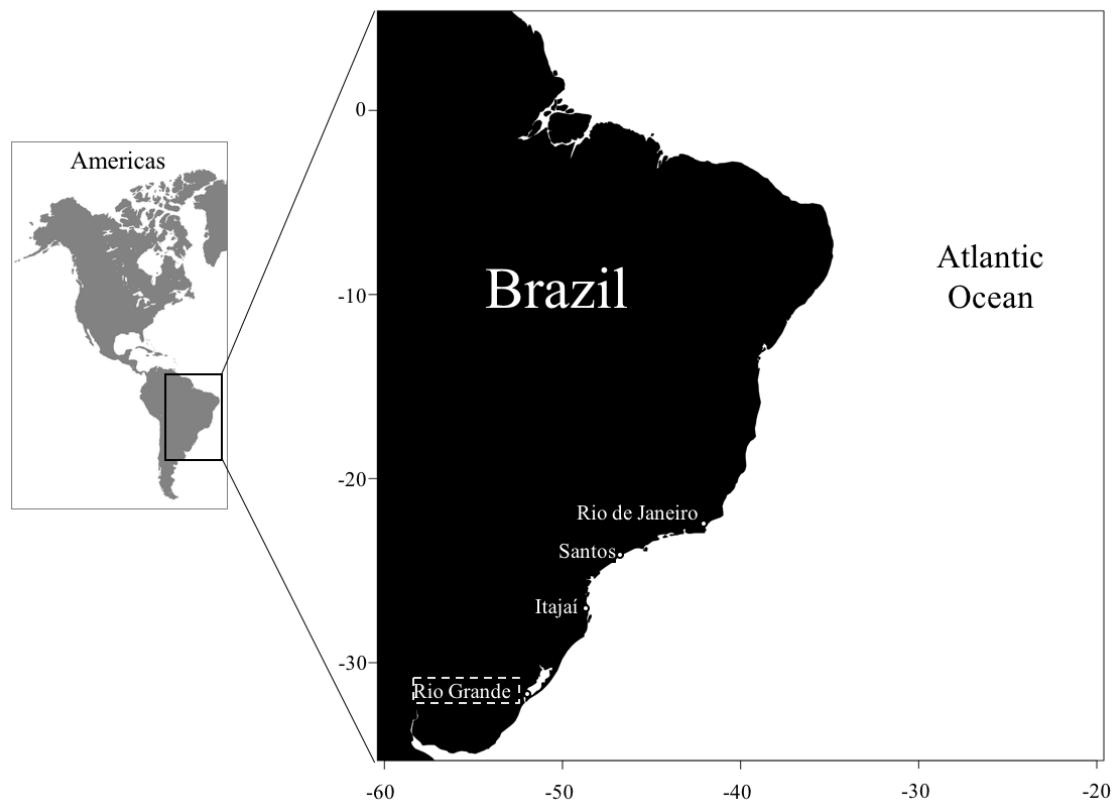 Americas
0
-10
-20
-30
Brazil
Atlantic
Ocean
Rio de Janeiro
Santos
Itajaí
Rio Grande
-60
-50
-40
-30
-20